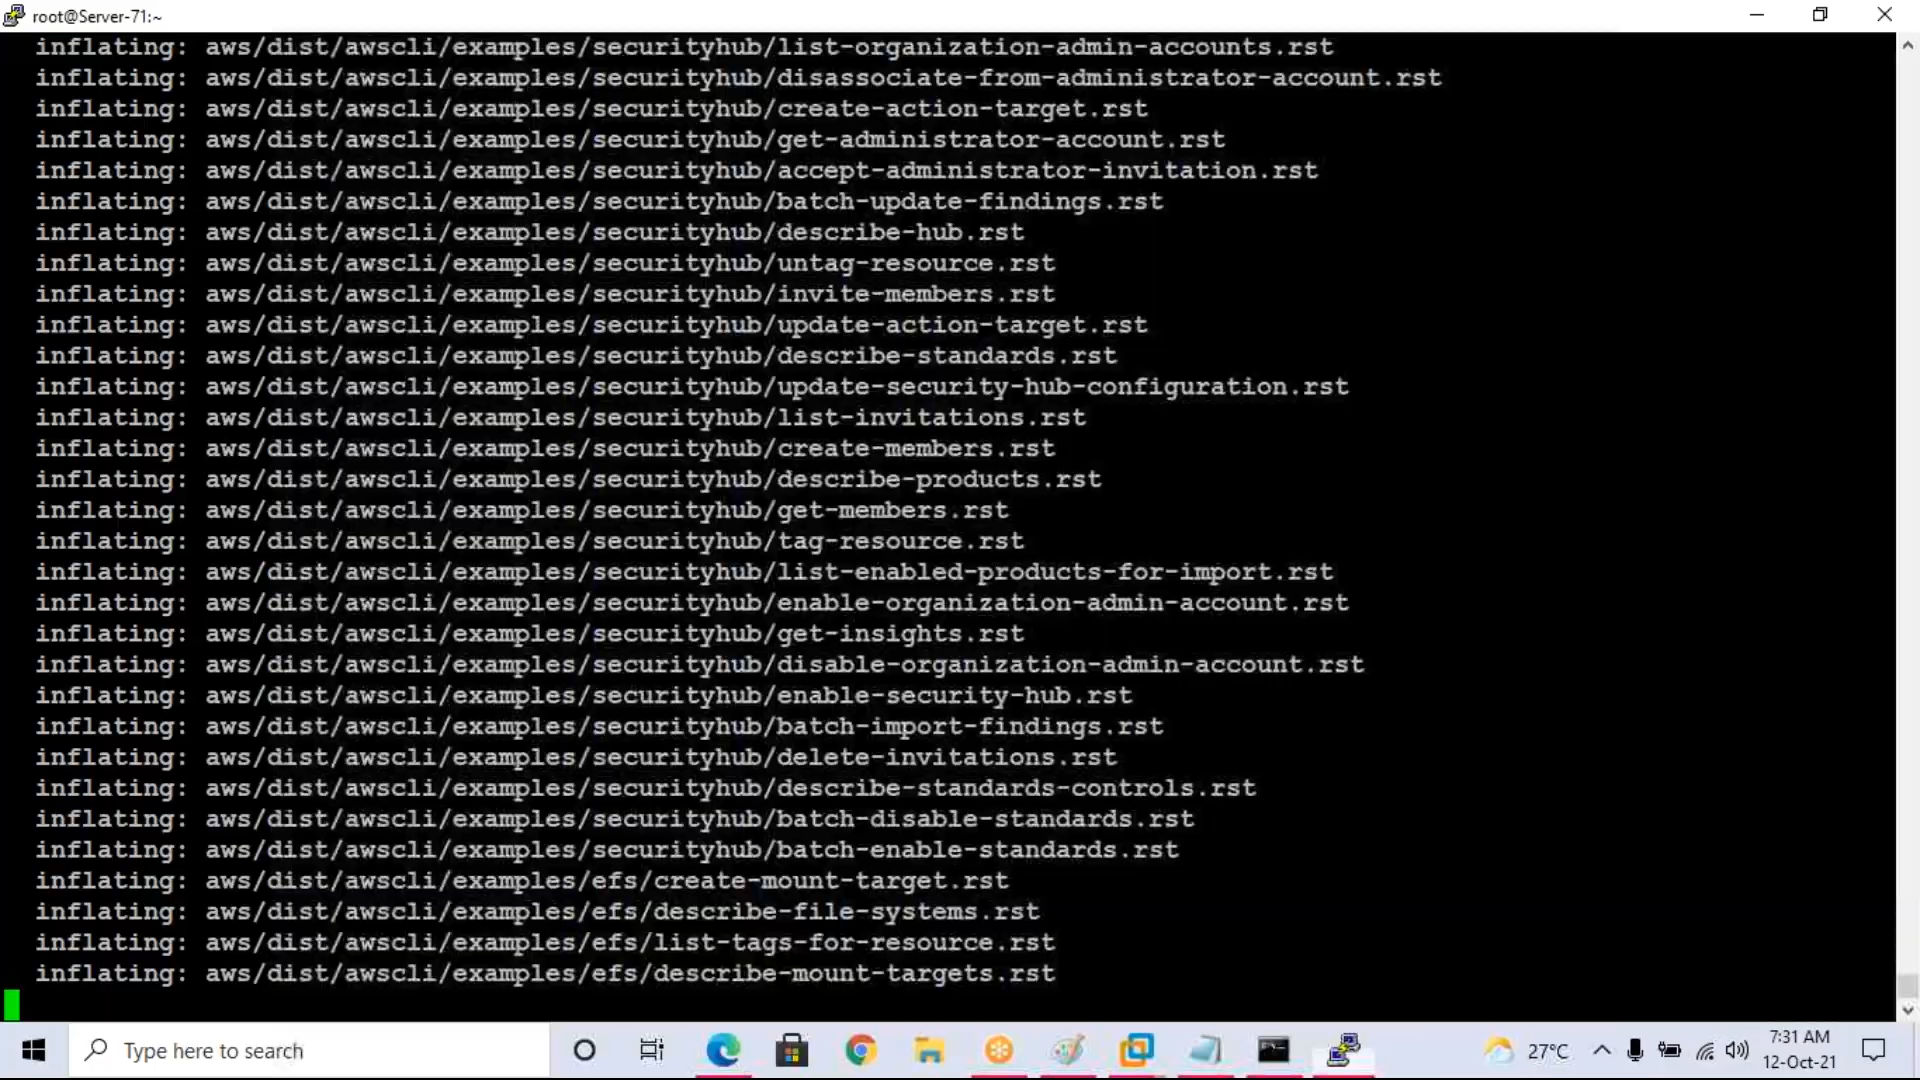 root@Server-71:~
inflating: aws/dist/awscli/examples/securityhub/list-organization-admin-accounts.rst
inflating: aws/dist/awscli/examples/securityhub/disassociate-from-administrator-account.rst
inflating: aws/dist/awscli/examples/securityhub/create-action-target.rst
inflating: aws/dist/awscli/examples/securityhub/get-administrator-account.rst
inflating: aws/dist/awscli/examples/securityhub/accept-administrator-invitation.rst
inflating: aws/dist/awscli/examples/securityhub/batch-update-findings.rst
inflating: aws/dist/awscli/examples/securityhub/describe-hub.rst
inflating: aws/dist/awscli/examples/securityhub/untag-resource.rst
inflating: aws/dist/awscli/examples/securityhub/invite-members.rst
inflating: aws/dist/awscli/examples/securityhub/update-action-target.rst
inflating: aws/dist/awscli/examples/securityhub/describe-standards.rst
inflating: aws/dist/awscli/examples/securityhub/update-security-hub-configuration.rst
inflating: aws/dist/awscli/examples/securityhub/list-invitations.rst
inflating: aws/dist/awscli/examples/securityhub/create-members.rst
inflating: aws/dist/awscli/examples/securityhub/describe-products.rst
inflating: aws/dist/awscli/examples/securityhub/get-members.rst
inflating: aws/dist/awscli/examples/securityhub/tag-resource.rst
inflating: aws/dist/awscli/examples/securityhub/list-enabled-products-for-import.rst
inflating: aws/dist/awscli/examples/securityhub/enable-organization-admin-account.rst
inflating: aws/dist/awscli/examples/securityhub/get-insights.rst
inflating: aws/dist/awscli/examples/securityhub/disable-organization-admin-account.rst
inflating: aws/dist/awscli/examples/securityhub/enable-security-hub.rst
inflating: aws/dist/awscli/examples/securityhub/batch-import-findings.rst
inflating: aws/dist/awscli/examples/securityhub/delete-invitations.rst
inflating: aws/dist/awscli/examples/securityhub/describe-standards-controls.rst
inflating: aws/dist/awscli/examples/securityhub/batch-disable-standards.rst
inflating: aws/dist/awscli/examples/securityhub/batch-enable-standards.rst
inflating: aws/dist/awscli/examples/efs/create-mount-target.rst
inflating: aws/dist/awscli/examples/efs/describe-file-systems.rst
inflating: aws/dist/awscli/examples/efs/list-tags-for-resource.rst
inflating: aws/dist/awscli/examples/efs/describe-mount-targets.rst
Type here to search
27°C
7:31 AM
12-Oct-21